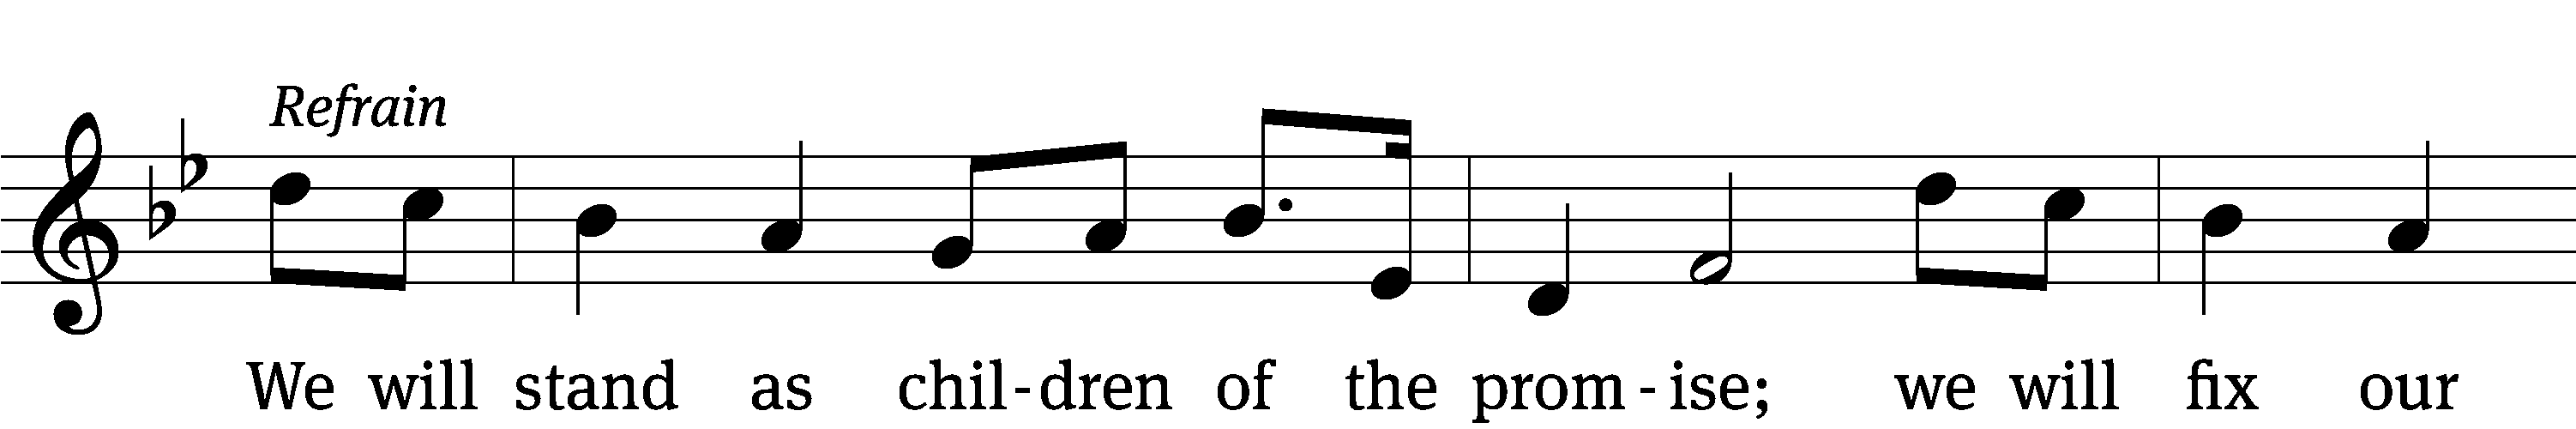 Refrain
We will stand as chil-dren of the prom-ise; we will fix our